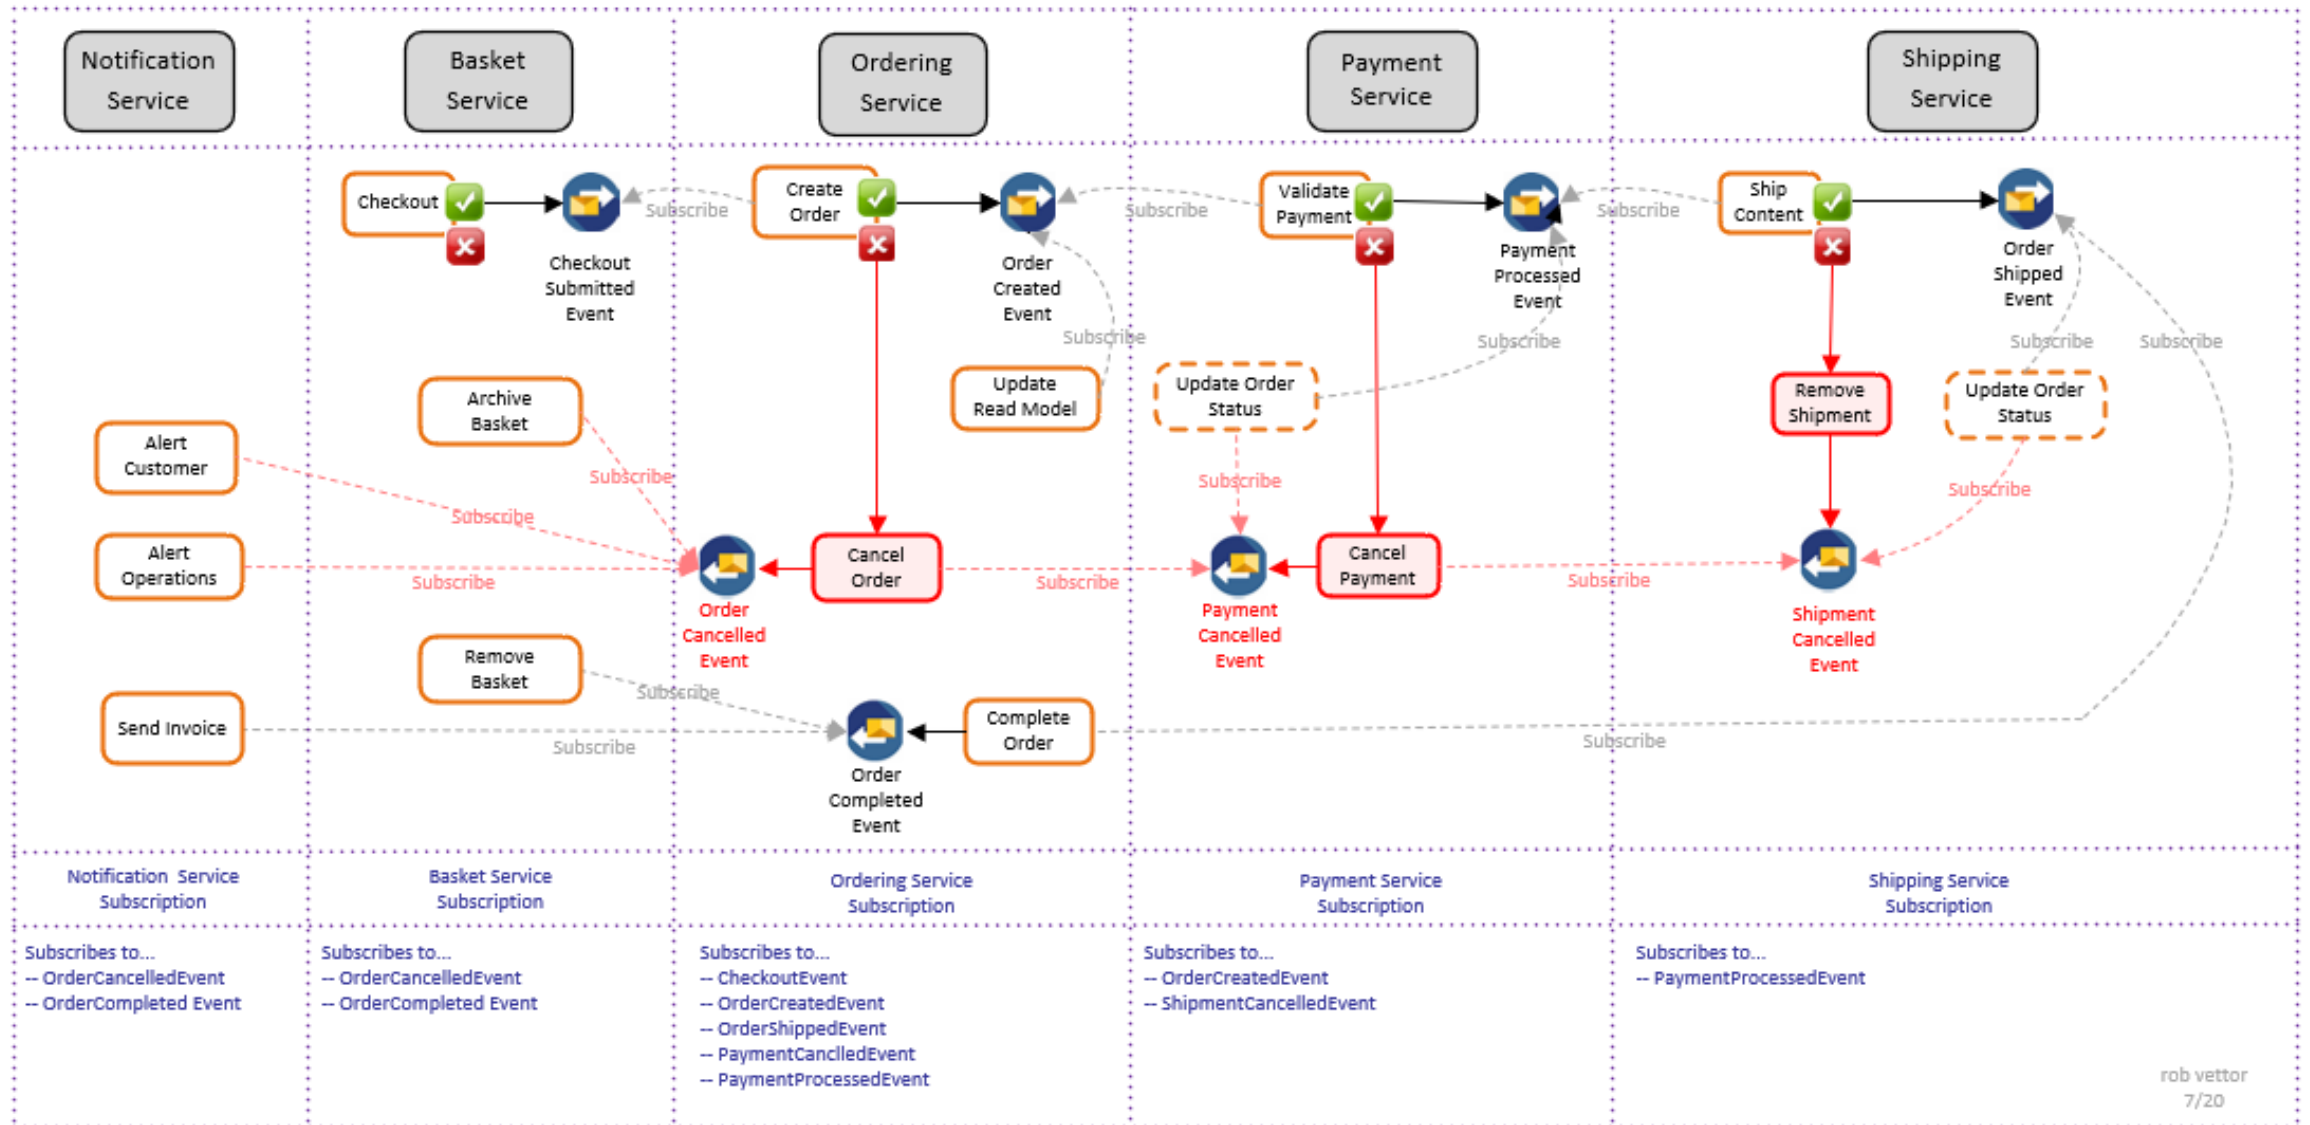 Notification
Service
Basket
Service
Ordering
Service
Payment
Service
Shipping
Service
Checkout
Checkout
Submitted
Event
Subscribe
Create
Order
Order
Created
Event
Subscribe
Validate
Payment
Payment
Processed
Event
Subscribe
Ship
Content
Order
Shipped
Event
Subscribe
Subscribe
Subscribe
Subscribe
Archive
Basket
Update
Read Model
Update Order
Status
Remove
Shipment
Update Order
Status
Alert
Customer
Subscribe
Subscribe
Subscribe
Subscribe
Alert
Operations
Subscribe
Order
Cancelled
Event
Cancel
Order
Subscribe
Payment
Cancelled
Event
Cancel
Payment
Subscribe
Shipment
Cancelled
Event
Remove
Basket
Subscribe
Send Invoice
Subscribe
Order
Completed
Event
Complete
Order
Subscribe
Notification Service
Subscription
Basket Service
Subscription
Ordering Service
Subscription
Payment Service
Subscription
Shipping Service
Subscription
Subscribes to...
-- OrderCancelledEvent
-- OrderCompleted Event
Subscribes to...
-- OrderCancelledEvent
-- OrderCompleted Event
Subscribes to...
-- CheckoutEvent
-- OrderCreatedEvent
-- OrderShippedEvent
-- PaymentCanclledEvent
-- PaymentProcessedEvent
Subscribes to...
-- OrderCreatedEvent
-- ShipmentCancelledEvent
Subscribes to...
-- PaymentProcessedEvent
rob vettor
7/20